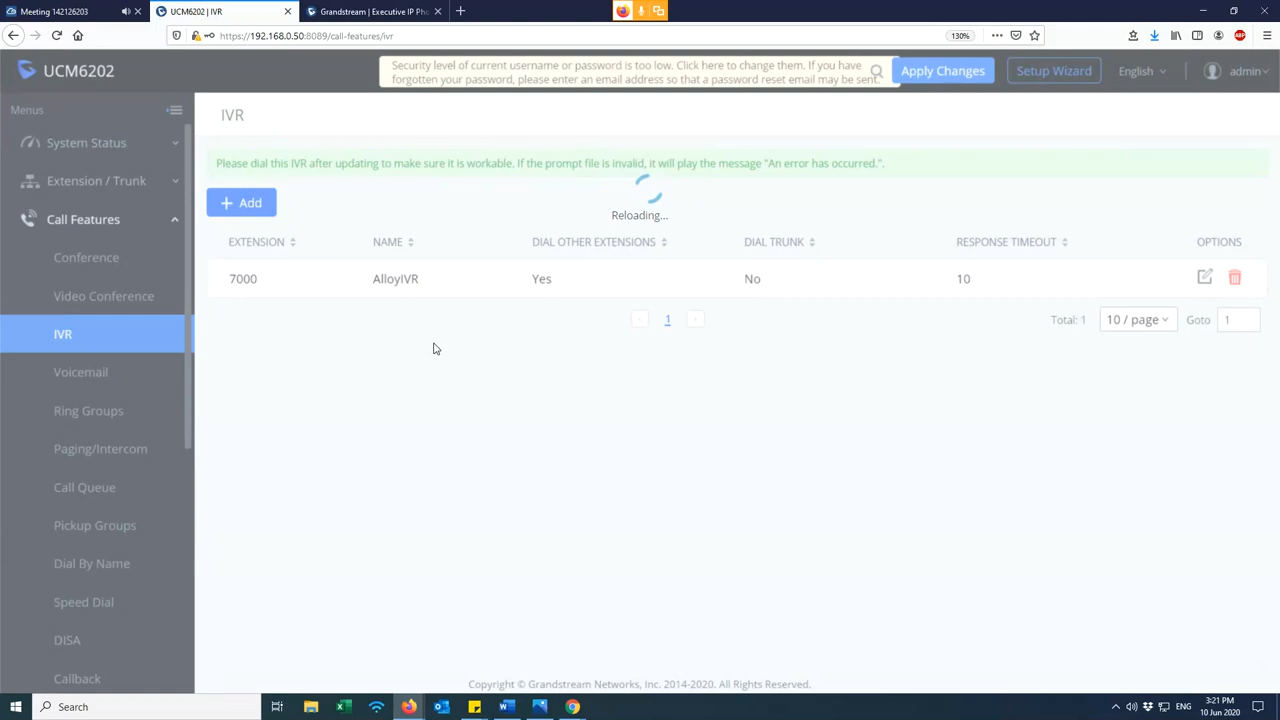 Meeting 142126203
UCM6202 | IVR
Grandstream | Executive IP Pho
https://192.168.0.50:8089/call-features/ivr
130%
ABP
UCM6202
Security level of current username or password is too low. Click here to change them. If you have
forgotten your password, please enter an email address so that a password reset email may be sent.
Apply Changes
Setup Wizard
English
admin
Menus
IVR
System Status
Please dial this IVR after updating to make sure it is workable. If the prompt file is invalid, it will play the message "An error has occurred.".
Extension / Trunk
+ Add
Reloading...
Call Features
EXTENSION
NAME
DIAL OTHER EXTENSIONS
DIAL TRUNK
RESPONSE TIMEOUT
OPTIONS
Conference
7000
AlloyIVR
Yes
No
10
Video Conference
< 1 >
Total: 1
10 / page
Goto
1
IVR
Voicemail
Ring Groups
Paging/Intercom
Call Queue
Pickup Groups
Dial By Name
Speed Dial
DISA
Callback
Copyright © Grandstream Networks, Inc. 2014-2020. All Rights Reserved.
Search
ENG
3:21 PM
10 Jun 2020